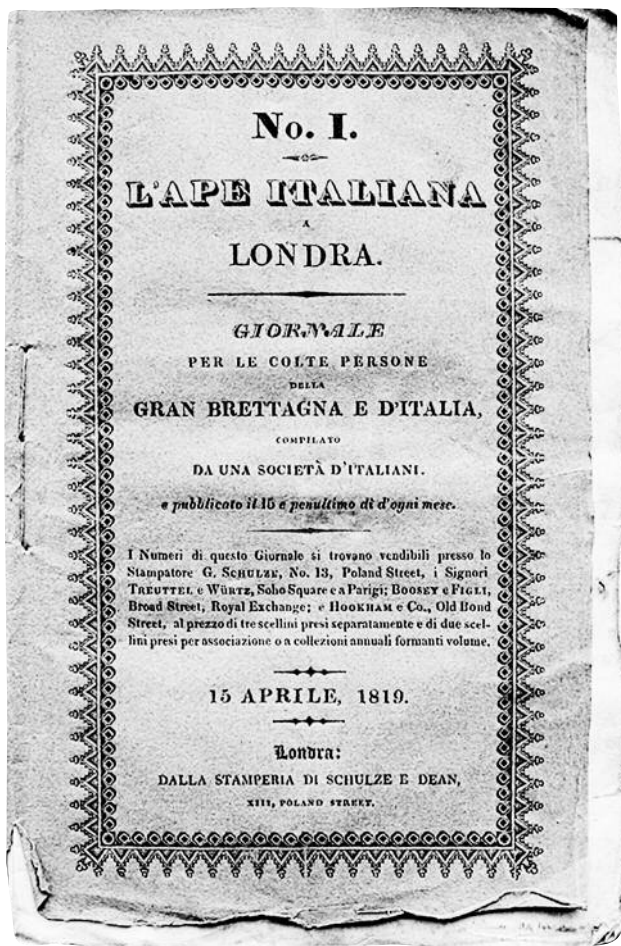 No. I.
L'APE ITALIANA
A
LONDRA.
GIORNALE
PER LE COLTE PERSONE
DELLA
GRAN BRETTAGNA E D'ITALIA,
COMPILATO
DA UNA SOCIETÀ D'ITALIANI.
e pubblicato il 15 e penultimo di d'ogni mese.
I Numeri di questo Giornale si trovano vendibili presso lo
Stampatore G. SCHULZE, No. 13, Poland Street, i Signori
TREUTTEL e WÜRTZ, Soho Square e a Parigi; BOOSEY e FIGLI,
Broad Street, Royal Exchange; e HOOKHAM e Co., Old Bond
Street, al prezzo di tre scellini presi separatamente e di due scel-
lini presi per associazione o a collezioni annuali formanti volume.
15 APRILE, 1819.
Londra:
DALLA STAMPERIA DI SCHULZE E DEAN,
XIII, POLAND STREET.